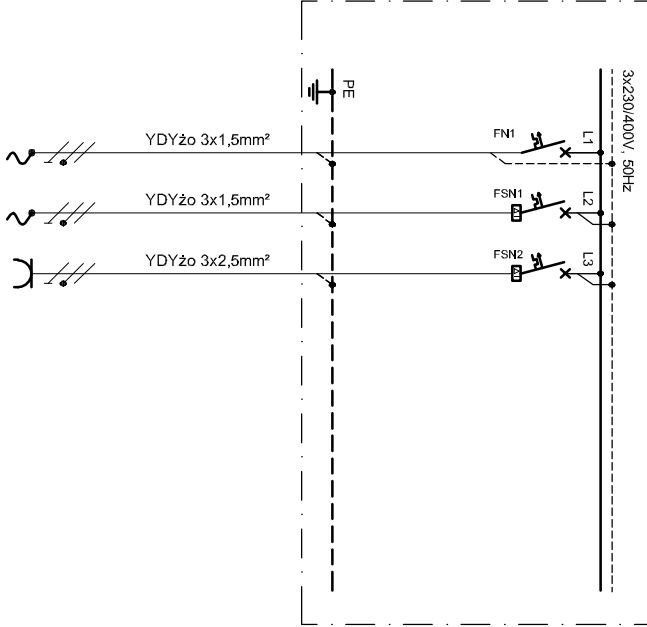 3x230/400V, 50Hz
PE
YDYżo 3x1,5mm²
FN1
L1
YDYżo 3x1,5mm²
FSN1
L2
YDYżo 3x2,5mm²
FSN2
L3